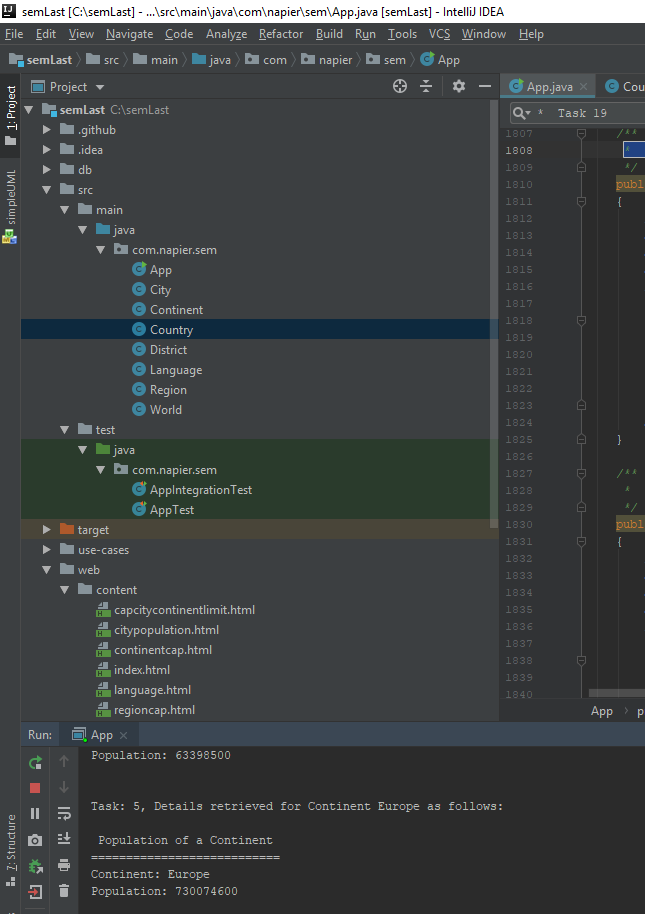 semLast [C:\semLast] - ...\src\main\java\com\napier\sem\App.java [semLast] - IntelliJ IDEA
File Edit View Navigate Code Analyze Refactor Build Run Tools VCS Window Help
semLast src main java com napier sem App
1: Project
simpleUML
Z: Structure
Project
semLast C:\semLast
.github
.idea
db
src
main
java
com.napier.sem
App
City
Continent
Country
District
Language
Region
World
test
java
com.napier.sem
AppIntegrationTest
AppTest
target
use-cases
web
content
capcitycontinentlimit.html
citypopulation.html
continentcap.html
index.html
language.html
regioncap.html
App.java Cou
* Task 19
1807 /**
1808 *
1809 */
1810 publ
1811 {
1812
1813
1814
1815
1816
1817
1818
1819
1820
1821
1822
1823
1824
1825 }
1826
1827 /**
1828 *
1829 */
1830 publ
1831 {
1832
1833
1834
1835
1836
1837
1838
1839
1840
App p
Run: App
Population: 63398500
Task: 5, Details retrieved for Continent Europe as follows:
Population of a Continent
===========================
Continent: Europe
Population: 730074600